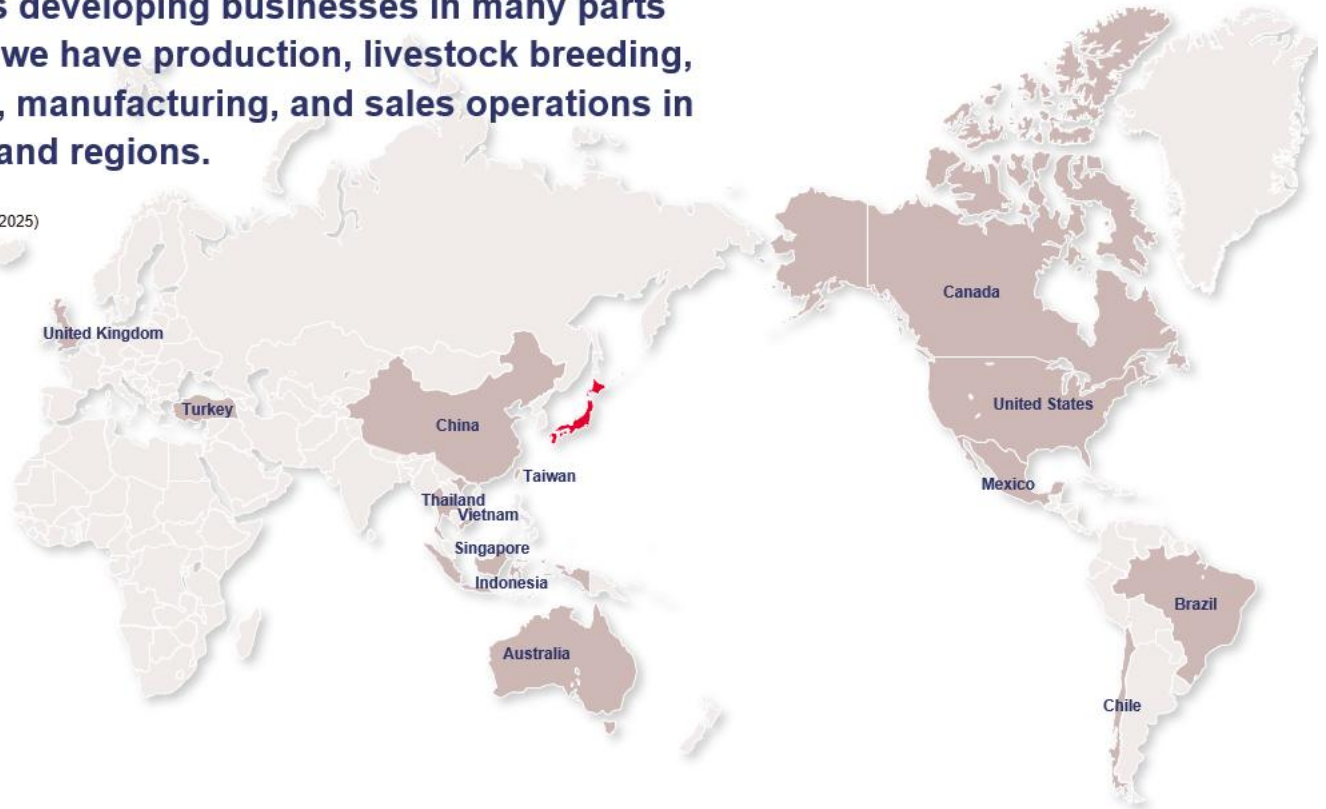 s developing businesses in many parts
we have production, livestock breeding,
, manufacturing, and sales operations in
and regions.
2025)
United Kingdom
Turkey
China
Taiwan
Thailand
Vietnam
Singapore
Indonesia
Australia
Canada
United States
Mexico
Brazil
Chile